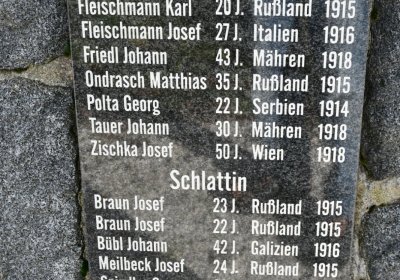 Fleischmann Karl 20 J. Rußland 1915
Fleischmann Josef 27 J. Italien 1916
Friedl Johann 43 J. Mähren 1918
Ondrasch Matthias 35 J. Rußland 1915
Polta Georg 22 J. Serbien 1914
Tauer Johann 30 J. Mähren 1918
Zischka Josef 50 J. Wien 1918
Schlattin
Braun Josef 23 J. Rußland 1915
Braun Josef 22 J. Rußland 1915
Bübl Johann 42 J. Galizien 1916
Meilbeck Josef 24 J. Rußland 1915